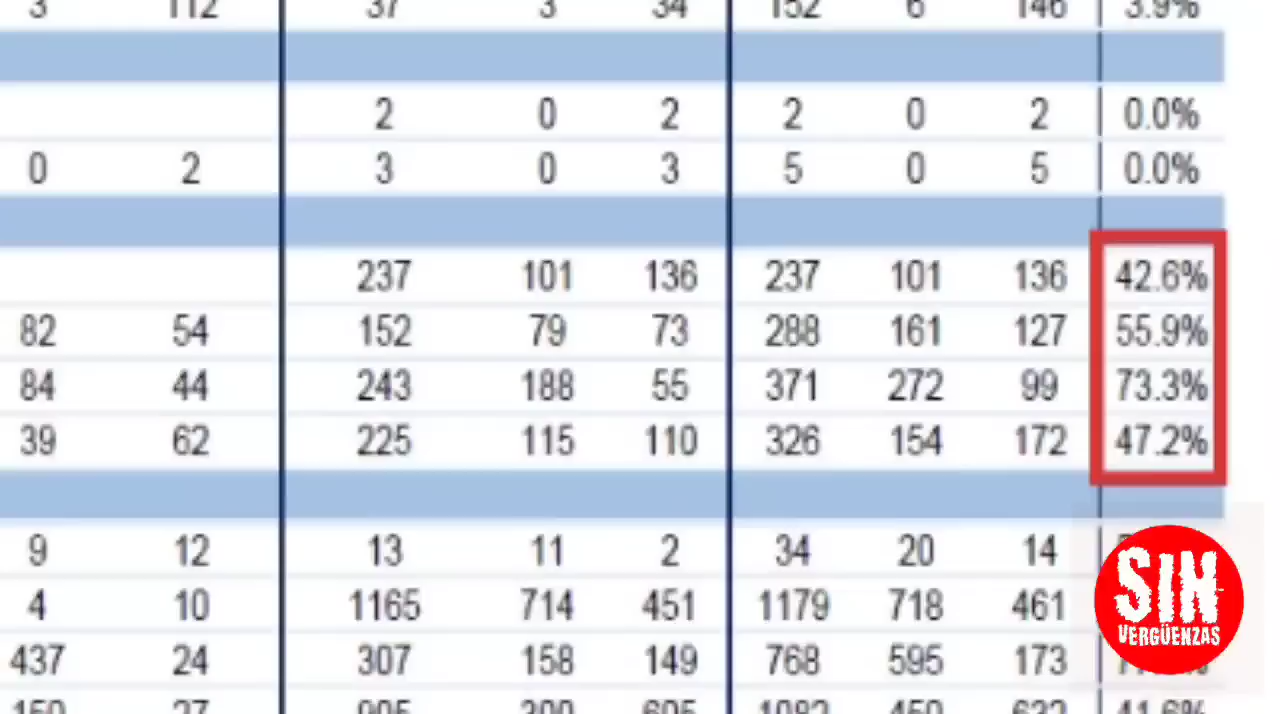 3 112 37 3 34 152 6 146 3.9%
2 0 2 2 0 2 0.0%
0 2 3 0 3 5 0 5 0.0%
237 101 136 237 101 136 42.6%
82 54 152 79 73 288 161 127 55.9%
84 44 243 188 55 371 272 99 73.3%
39 62 225 115 110 326 154 172 47.2%
9 12 13 11 2 34 20 14
4 10 1165 714 451 1179 718 461
437 24 307 158 149 768 595 173
41.6%
SIN
VERGÜENZAS